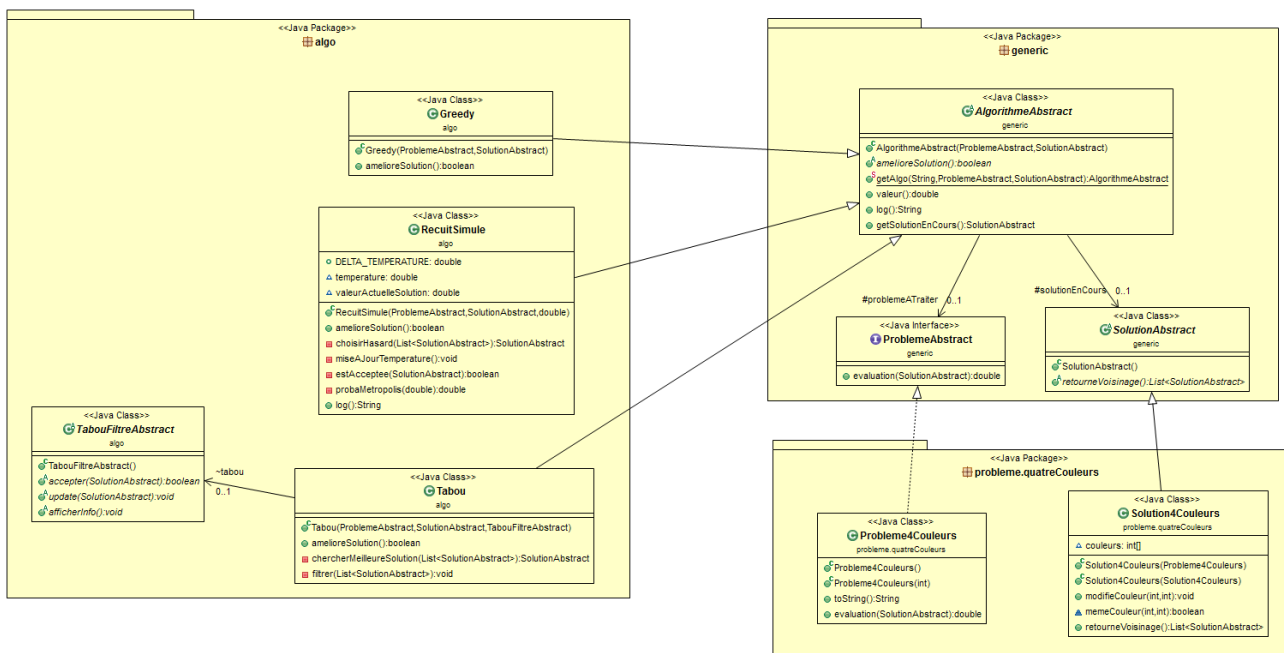 <<Java Package>>
algo
<<Java Class>>
Greedy
algo
Greedy(ProblemeAbstract,SolutionAbstract)
amelioreSolution():boolean
<<Java Class>>
RecuitSimule
algo
DELTA_TEMPERATURE: double
temperature: double
valeurActuelleSolution: double
RecuitSimule(ProblemeAbstract,SolutionAbstract,double)
amelioreSolution():boolean
choisirHasard(List<SolutionAbstract>):SolutionAbstract
miseAJourTemperature():void
estAcceptee(SolutionAbstract):boolean
probaMetropolis(double):double
log():String
<<Java Class>>
TabouFiltreAbstract
algo
TabouFiltreAbstract()
accepter(SolutionAbstract):boolean
update(SolutionAbstract):void
afficherInfo():void
~tabou
0..1
<<Java Class>>
Tabou
algo
Tabou(ProblemeAbstract,SolutionAbstract,TabouFiltreAbstract)
amelioreSolution():boolean
chercherMeilleureSolution(List<SolutionAbstract>):SolutionAbstract
filtrer(List<SolutionAbstract>):void
<<Java Package>>
generic
<<Java Class>>
AlgorithmeAbstract
generic
AlgorithmeAbstract(ProblemeAbstract,SolutionAbstract)
amelioreSolution():boolean
getAlgo(String,ProblemeAbstract,SolutionAbstract):AlgorithmeAbstract
valeur():double
log():String
getSolutionEnCours():SolutionAbstract
#problemeATraiter 0..1
#solutionEnCours 0..1
<<Java Interface>>
ProblemeAbstract
generic
evaluation(SolutionAbstract):double
<<Java Class>>
SolutionAbstract
generic
SolutionAbstract()
retourneVoisinage():List<SolutionAbstract>
<<Java Package>>
probleme.quatreCouleurs
<<Java Class>>
Probleme4Couleurs
probleme.quatreCouleurs
Probleme4Couleurs()
Probleme4Couleurs(int)
toString():String
evaluation(SolutionAbstract):double
<<Java Class>>
Solution4Couleurs
probleme.quatreCouleurs
couleurs: int[]
Solution4Couleurs(Probleme4Couleurs)
Solution4Couleurs(Solution4Couleurs)
modifieCouleur(int,int):void
memeCouleur(int,int):boolean
retourneVoisinage():List<SolutionAbstract>